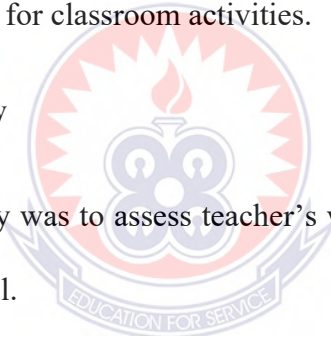 for classroom activities.
y was to assess teacher's
l.
EDUCATION FOR SERVICE